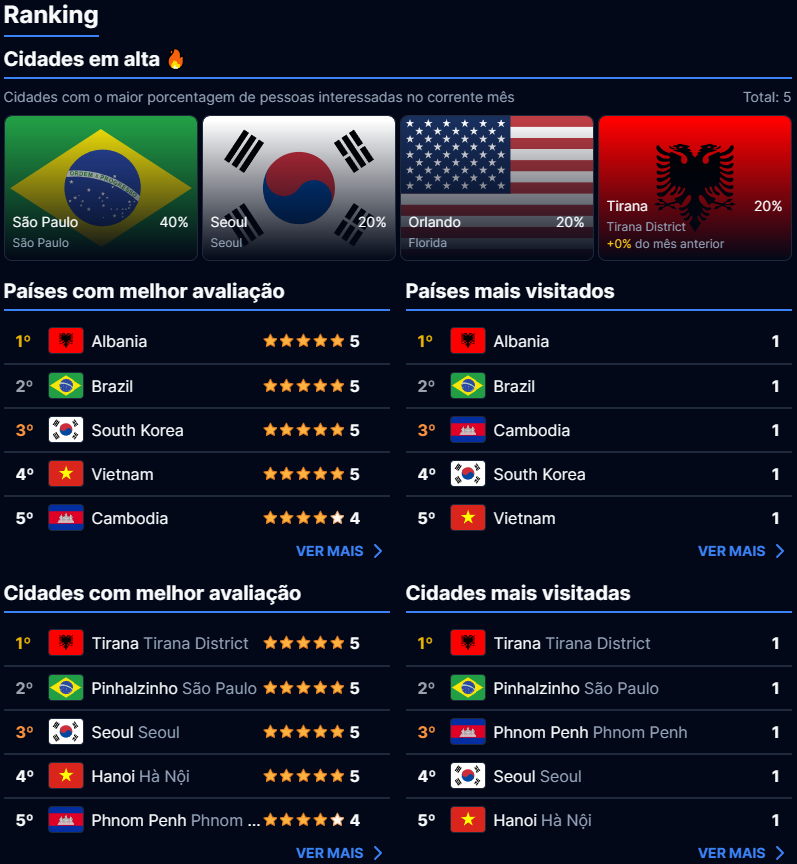 Ranking
Cidades em alta 🔥
Cidades com o maior porcentagem de pessoas interessadas no corrente mês Total: 5
ORDEM E PROGRESSO
São Paulo 40%
São Paulo
Seoul 20%
Seoul
Orlando 20%
Florida
Tirana 20%
Tirana District
+0% do mês anterior
Países com melhor avaliação
1º Albania 5
2º Brazil 5
3º South Korea 5
4º Vietnam 5
5º Cambodia 4
VER MAIS
Países mais visitados
1º Albania 1
2º Brazil 1
3º Cambodia 1
4º South Korea 1
5º Vietnam 1
VER MAIS
Cidades com melhor avaliação
1º Tirana Tirana District 5
2º Pinhalzinho São Paulo 5
3º Seoul Seoul 5
4º Hanoi Hà Nội 5
5º Phnom Penh Phnom ... 4
VER MAIS
Cidades mais visitadas
1º Tirana Tirana District 1
2º Pinhalzinho São Paulo 1
3º Phnom Penh Phnom Penh 1
4º Seoul Seoul 1
5º Hanoi Hà Nội 1
VER MAIS